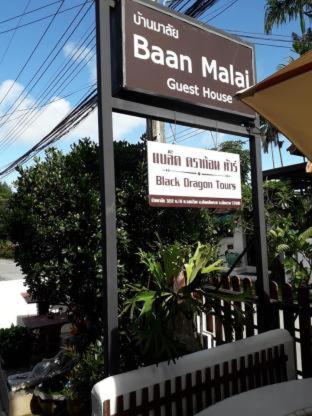 บ้านมาลัย
Baan Malai
Guest House
แบล็ค ดราก้อน ทัวร์
Black Dragon Tours